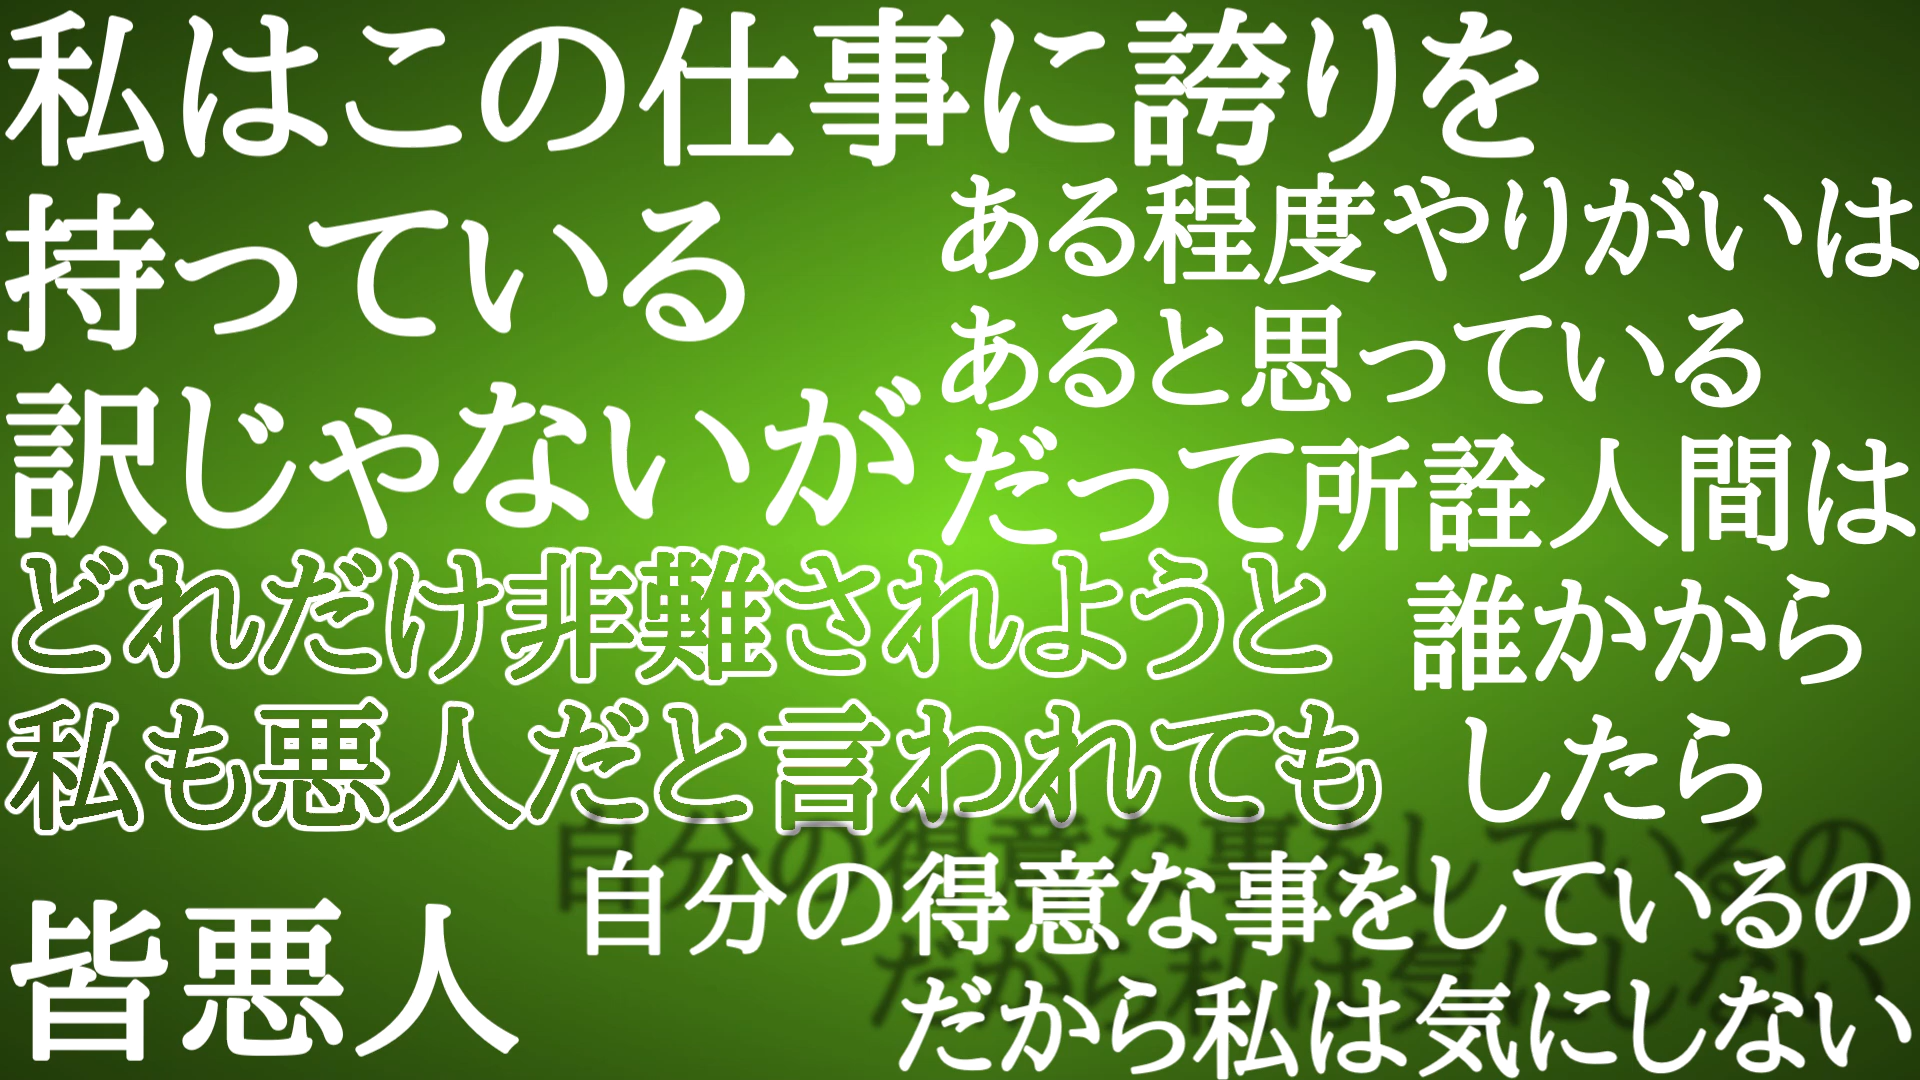 私はこの仕事に誇りを
持っている
訳じゃないが
ある程度やりがいは
あると思っている
どれだけ非難されようと
私も悪人だと言われても
だって所詮人間は
誰かから
したら
皆悪人
自分の得意な事をしているの
だから私は気にしない